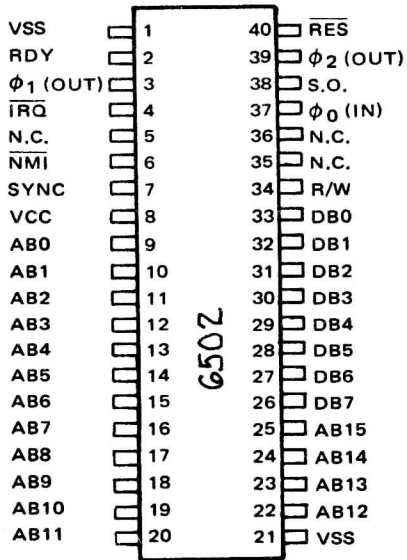 VSS 1 40 R̅E̅S̅
RDY 2 39 ϕ2 (OUT)
ϕ1 (OUT) 3 38 S.O.
I̅R̅Q̅ 4 37 ϕ0 (IN)
N.C. 5 36 N.C.
N̅M̅I̅ 6 35 N.C.
SYNC 7 34 R/W
VCC 8 33 DB0
AB0 9 32 DB1
AB1 10 31 DB2
AB2 11 30 DB3
AB3 12 29 DB4
AB4 13 28 DB5
AB5 14 27 DB6
AB6 15 26 DB7
AB7 16 25 AB15
AB8 17 24 AB14
AB9 18 23 AB13
AB10 19 22 AB12
AB11 20 21 VSS
6502